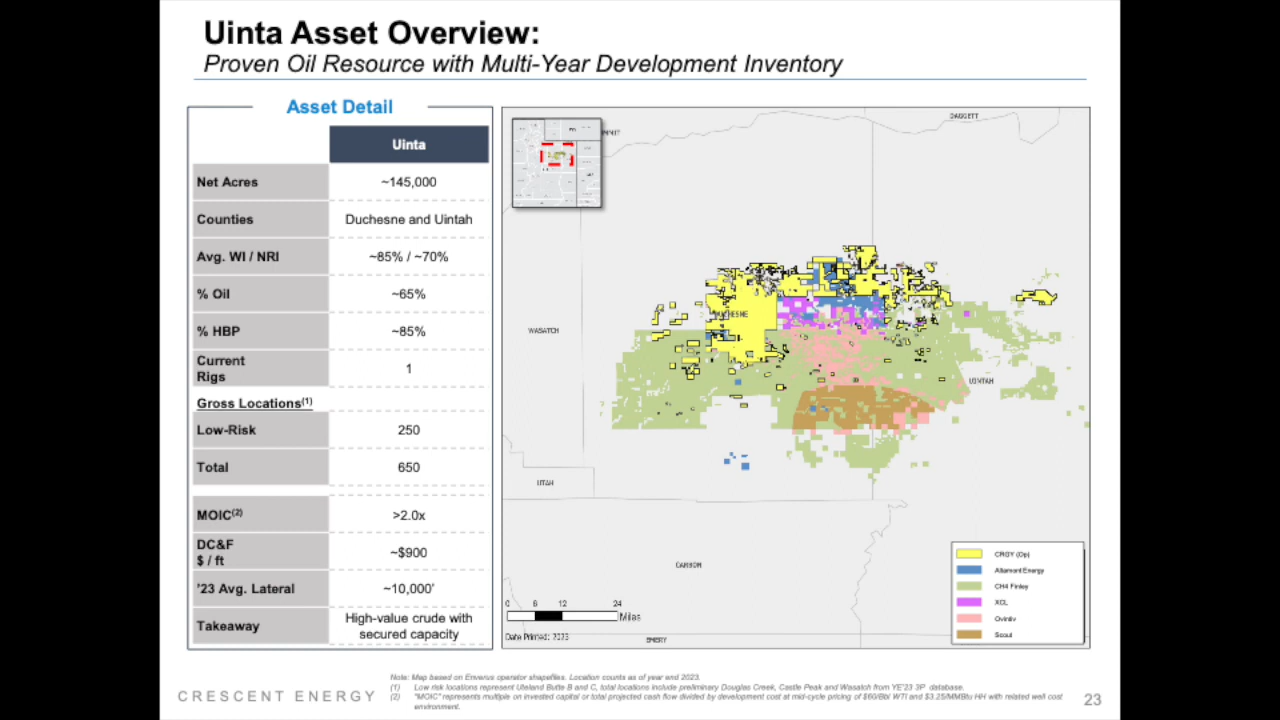 Uinta Asset Overview:
Proven Oil Resource with Multi-Year Development Inventory
Asset Detail
Uinta
Net Acres ~145,000
Counties Duchesne and Uintah
Avg. WI / NRI ~85% / ~70%
% Oil ~65%
% HBP ~85%
Current
Rigs
1
Gross Locations(1)
Low-Risk 250
Total 650
MOIC(2) >2.0x
DC&F
$ / ft
~$900
'23 Avg. Lateral ~10,000'
Takeaway
High-value crude with
secured capacity
DAGGETT
WASATCH
UINTAH
UTAH
CARBON
EMERY
0 6 12 24
Miles
Date Printed: 2023
CRGY (Op)
Altamont Energy
CH4 Finley
XCL
Ovintiv
Scout
Note: Map based on Enverus operator shapefiles. Location counts as of year end 2023.
(1) Low risk locations represent Uteland Butte B and C, total locations include preliminary Douglas Creek, Castle Peak and Wasatch from YE'23 3P database.
(2) "MOIC" represents multiple on invested capital or total projected cash flow divided by development cost at mid-cycle pricing of $60/Bbl WTI and $3.25/MMBtu HH with related well cost
environment.
CRESCENT ENERGY
23